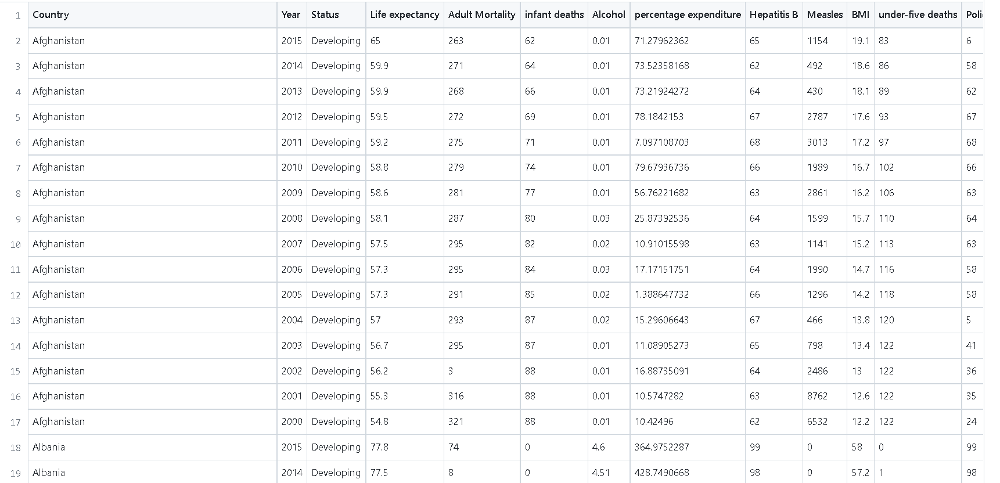 1 Country Year Status Life expectancy Adult Mortality infant deaths Alcohol percentage expenditure Hepatitis B Measles BMI under-five deaths
2 Afghanistan 2015 Developing 65 263 62 0.01 71.27962362 65 1154 19.1 83 6
3 Afghanistan 2014 Developing 59.9 271 64 0.01 73.52358168 62 492 18.6 86 58
4 Afghanistan 2013 Developing 59.9 268 66 0.01 73.21924272 64 430 18.1 89 62
5 Afghanistan 2012 Developing 59.5 272 69 0.01 78.1842153 67 2787 17.6 93 67
6 Afghanistan 2011 Developing 59.2 275 71 0.01 7.097108703 68 3013 17.2 97 68
7 Afghanistan 2010 Developing 58.8 279 74 0.01 79.67936736 66 1989 16.7 102 66
8 Afghanistan 2009 Developing 58.6 281 77 0.01 56.76221682 63 2861 16.2 106 63
9 Afghanistan 2008 Developing 58.1 287 80 0.03 25.87392536 64 1599 15.7 110 64
10 Afghanistan 2007 Developing 57.5 295 82 0.02 10.91015598 63 1141 15.2 113 63
11 Afghanistan 2006 Developing 57.3 295 84 0.03 17.17151751 64 1990 14.7 116 58
12 Afghanistan 2005 Developing 57.3 291 85 0.02 1.388647732 66 1296 14.2 118 58
13 Afghanistan 2004 Developing 57 293 87 0.02 15.29606643 67 466 13.8 120 5
14 Afghanistan 2003 Developing 56.7 295 87 0.01 11.08905273 65 798 13.4 122 41
15 Afghanistan 2002 Developing 56.2 3 88 0.01 16.88735091 64 2486 13 122 36
16 Afghanistan 2001 Developing 55.3 316 88 0.01 10.5747282 63 8762 12.6 122 35
17 Afghanistan 2000 Developing 54.8 321 88 0.01 10.42496 62 6532 12.2 122 24
18 Albania 2015 Developing 77.8 74 0 4.6 364.9752287 99 0 58 0 99
19 Albania 2014 Developing 77.5 8 0 4.51 428.7490668 98 0 57.2 1 98